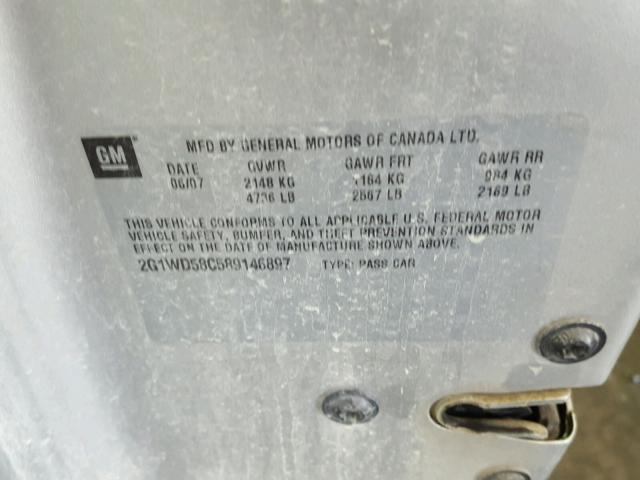 GM
MFD BY GENERAL MOTORS OF CANADA LTD.
DATE GVWR GAWR FRT GAWR RR
06/07 2148 KG 1164 KG 984 KG
4736 LB 2567 LB 2169 LB
THIS VEHICLE CONFORMS TO ALL APPLICABLE U.S. FEDERAL MOTOR
VEHICLE SAFETY, BUMPER, AND THEFT PREVENTION STANDARDS IN
EFFECT ON THE DATE OF MANUFACTURE SHOWN ABOVE.
2G1WD58C589146897 TYPE: PASS CAR